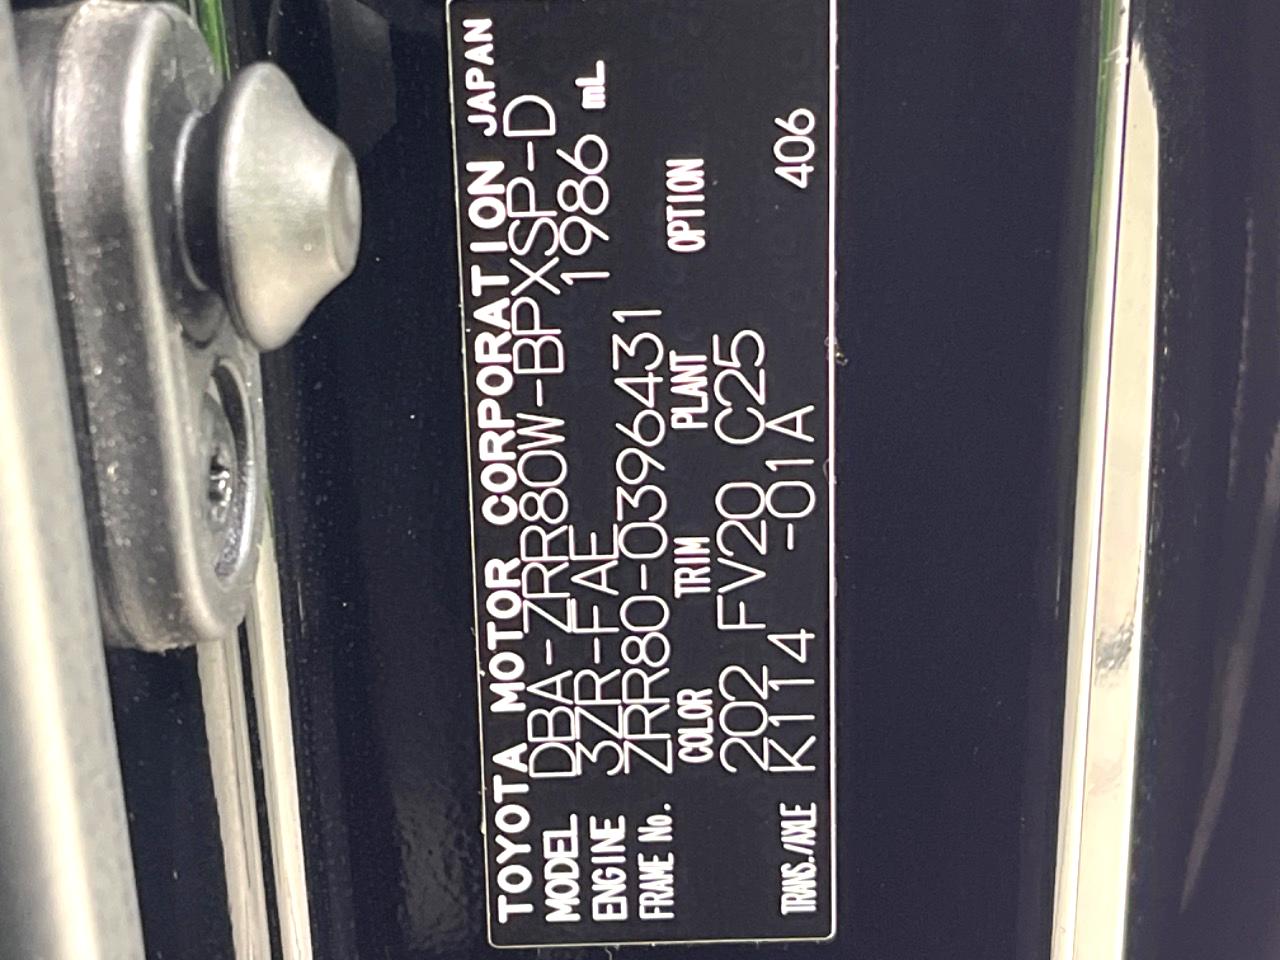 TOYOTA MOTOR CORPORATION JAPAN
MODEL DBA-ZRR80W-BPXSP-D
ENGINE 3ZR-FAE 1986 mL
FRAME No. ZRR80-0396431
COLOR TRIM PLANT OPTION
202 FV20 C25
TRANS./AXLE K114 -01A 406